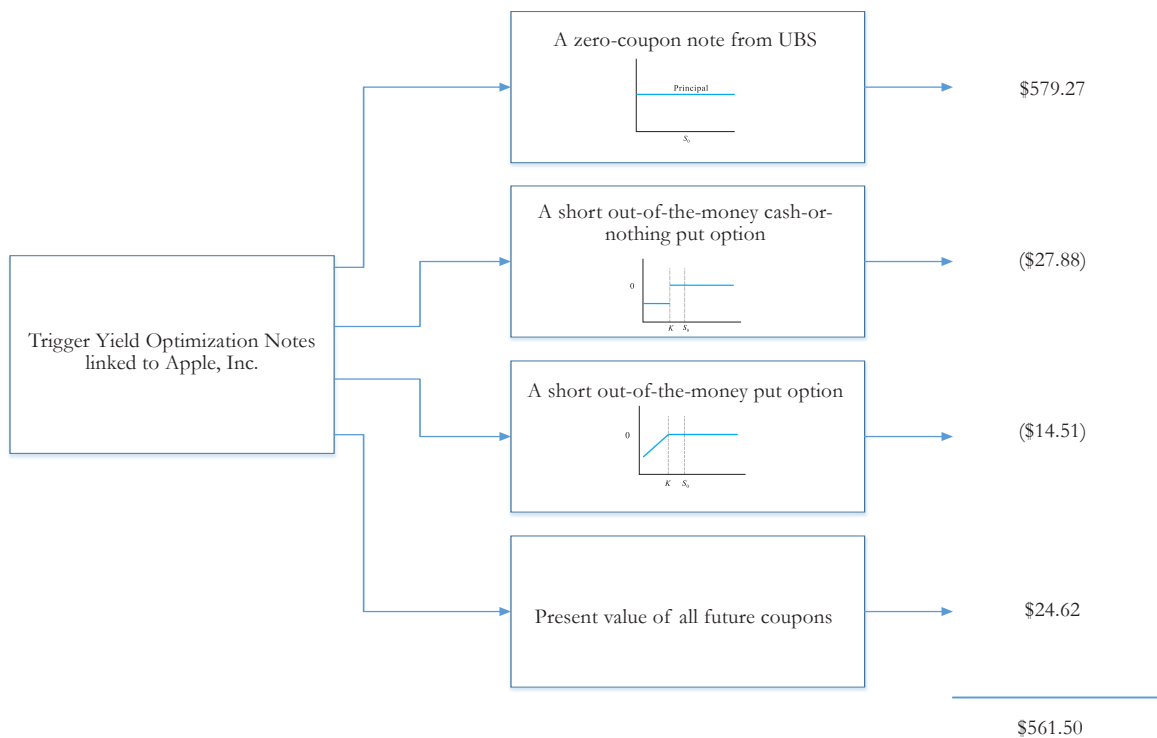 A zero-coupon note from UBS
Principal
S₀
$579.27
A short out-of-the-money cash-or-
nothing put option
0
K S₀
($27.88)
Trigger Yield Optimization Notes
linked to Apple, Inc.
A short out-of-the-money put option
0
K S₀
($14.51)
Present value of all future coupons
$24.62
$561.50